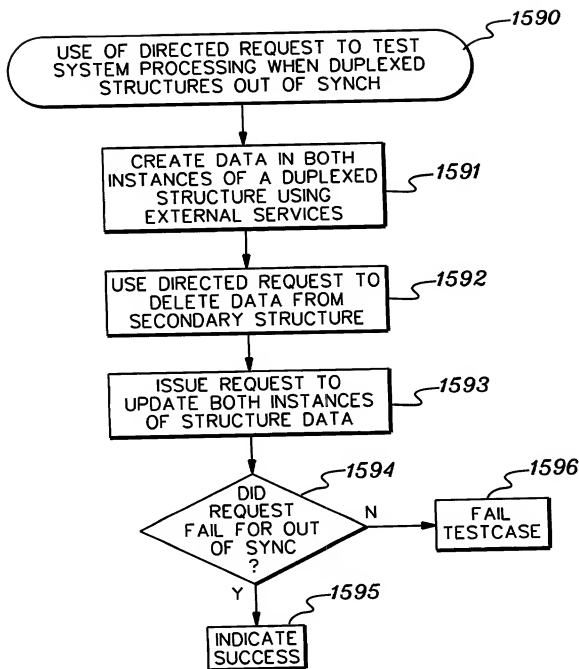 1590
USE OF DIRECTED REQUEST TO TEST
SYSTEM PROCESSING WHEN DUPLEXED
STRUCTURES OUT OF SYNCH
CREATE DATA IN BOTH
INSTANCES OF A DUPLEXED
STRUCTURE USING
EXTERNAL SERVICES
1591
USE DIRECTED REQUEST TO
DELETE DATA FROM
SECONDARY STRUCTURE
1592
ISSUE REQUEST TO
UPDATE BOTH INSTANCES
OF STRUCTURE DATA
1593
1594
DID
REQUEST
FAIL FOR OUT
OF SYNC
?
N
1596
FAIL
TESTCASE
Y
1595
INDICATE
SUCCESS